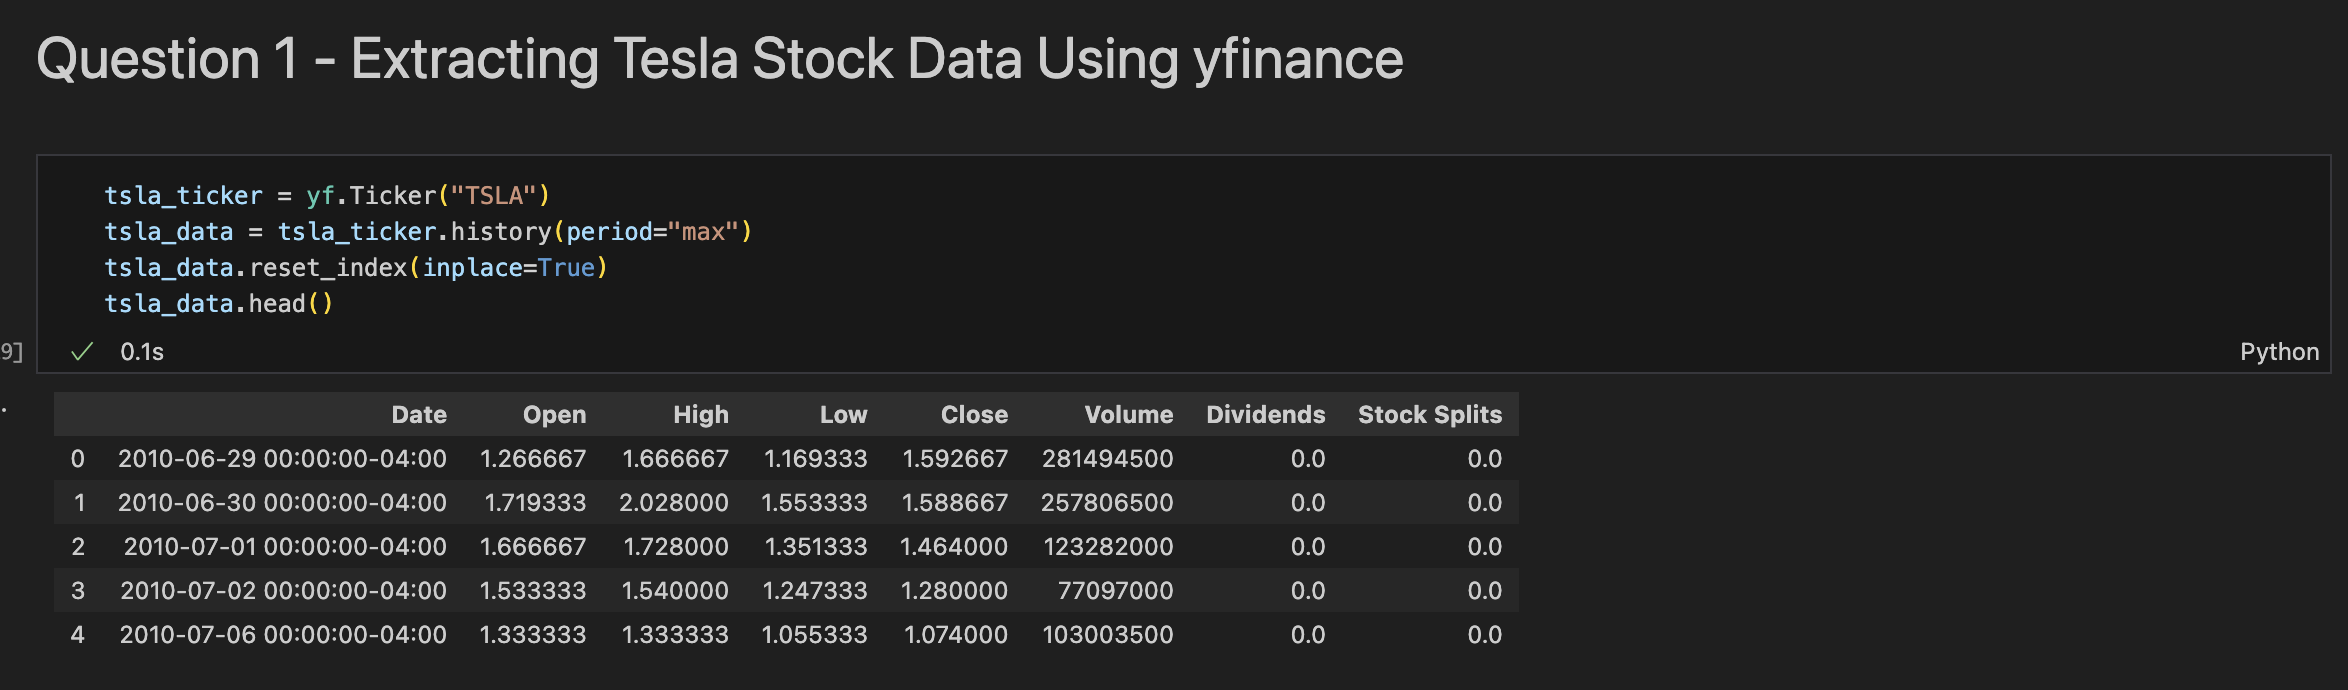 Question 1 - Extracting Tesla Stock Data Using yfinance
tsla_ticker = yf.Ticker("TSLA")
tsla_data = tsla_ticker.history(period="max")
tsla_data.reset_index(inplace=True)
tsla_data.head()
9] ✓ 0.1s Python
Date Open High Low Close Volume Dividends Stock Splits
0 2010-06-29 00:00:00-04:00 1.266667 1.666667 1.169333 1.592667 281494500 0.0 0.0
1 2010-06-30 00:00:00-04:00 1.719333 2.028000 1.553333 1.588667 257806500 0.0 0.0
2 2010-07-01 00:00:00-04:00 1.666667 1.728000 1.351333 1.464000 123282000 0.0 0.0
3 2010-07-02 00:00:00-04:00 1.533333 1.540000 1.247333 1.280000 77097000 0.0 0.0
4 2010-07-06 00:00:00-04:00 1.333333 1.333333 1.055333 1.074000 103003500 0.0 0.0